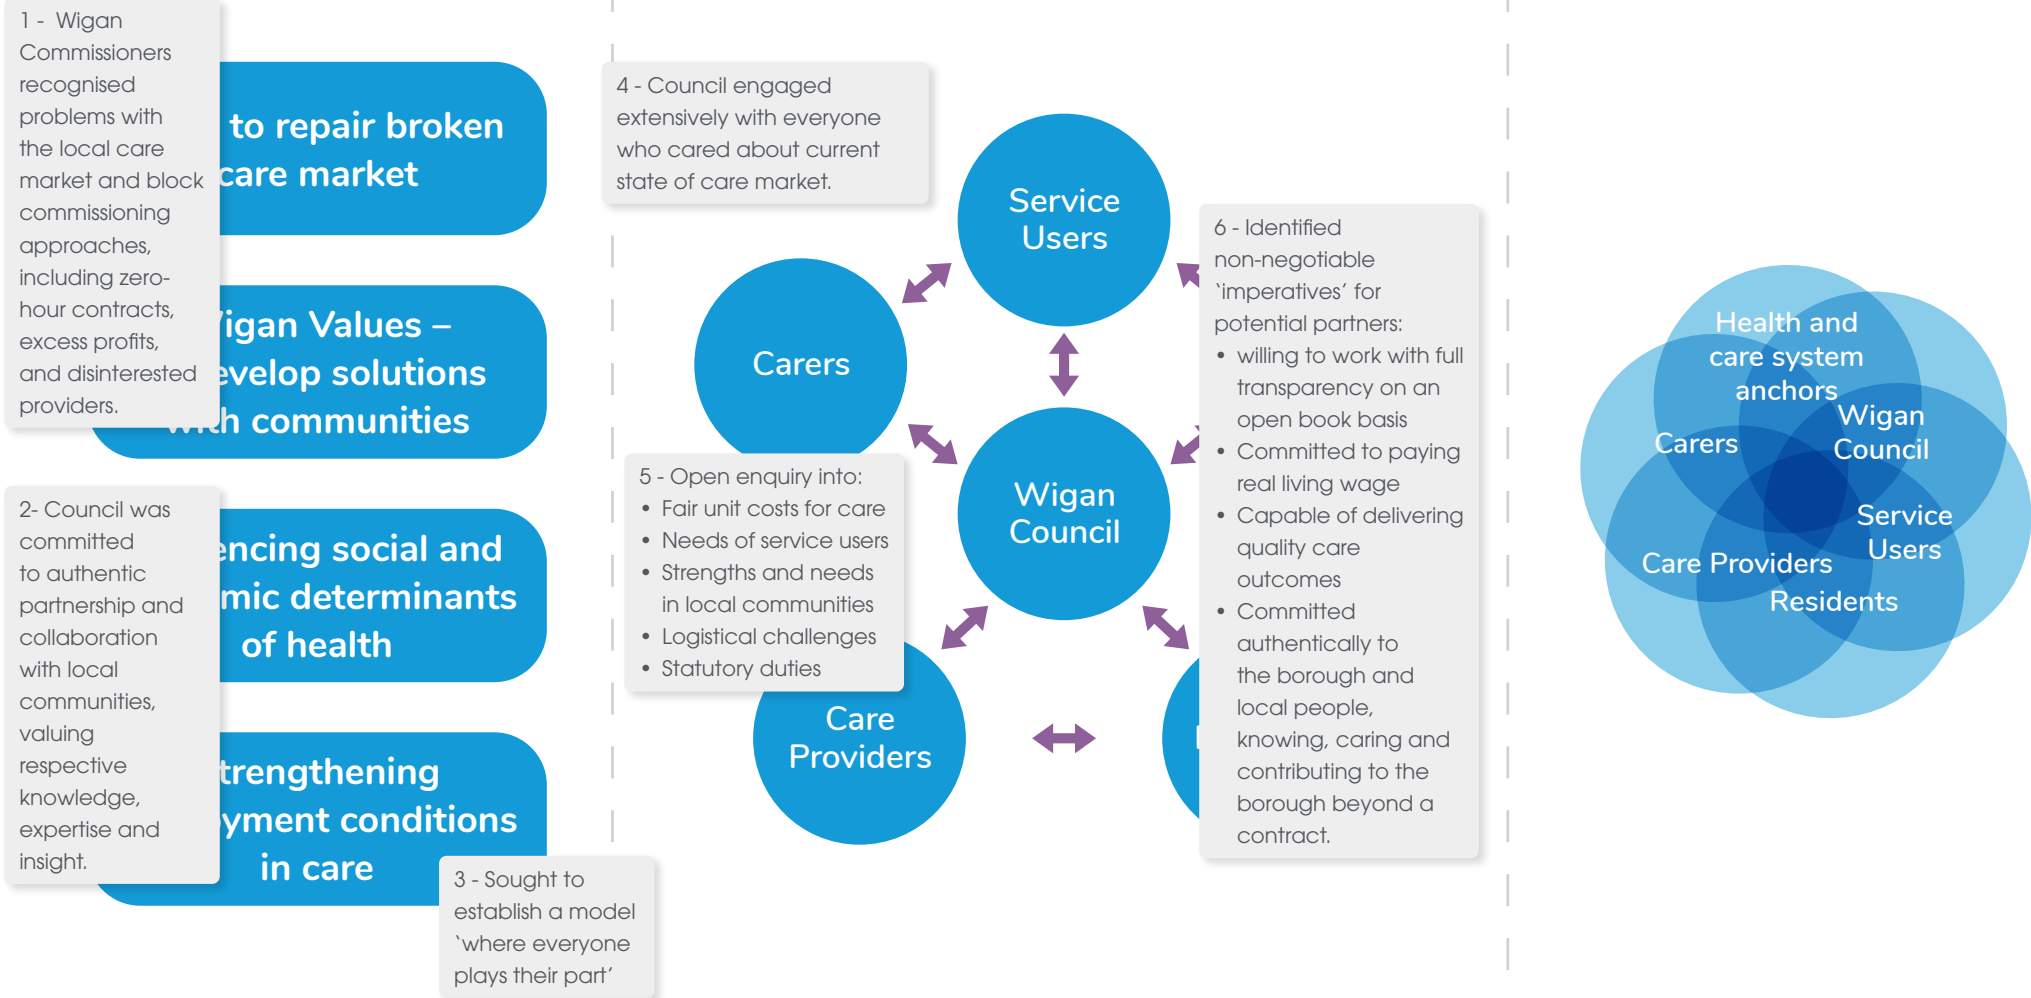 1 - Wigan
Commissioners
recognised
problems with
the local care
market and block
commissioning
approaches,
including zero-
hour contracts,
excess profits,
and disinterested
providers.
to repair broken
care market
igan Values –
evelop solutions
with communities
2- Council was
committed
to authentic
partnership and
collaboration
with local
communities,
valuing
respective
knowledge,
expertise and
insight.
encing social and
mic determinants
of health
trengthening
yment conditions
in care
3 - Sought to
establish a model
‘where everyone
plays their part’
4 - Council engaged
extensively with everyone
who cared about current
state of care market.
Service
Users
Carers
Wigan
Council
5 - Open enquiry into:
• Fair unit costs for care
• Needs of service users
• Strengths and needs
in local communities
• Logistical challenges
• Statutory duties
Care
Providers
6 - Identified
non-negotiable
‘imperatives’ for
potential partners:
• willing to work with full
transparency on an
open book basis
• Committed to paying
real living wage
• Capable of delivering
quality care
outcomes
• Committed
authentically to
the borough and
local people,
knowing, caring and
contributing to the
borough beyond a
contract.
Health and
care system
anchors
Wigan
Council
Carers
Service
Users
Care Providers
Residents